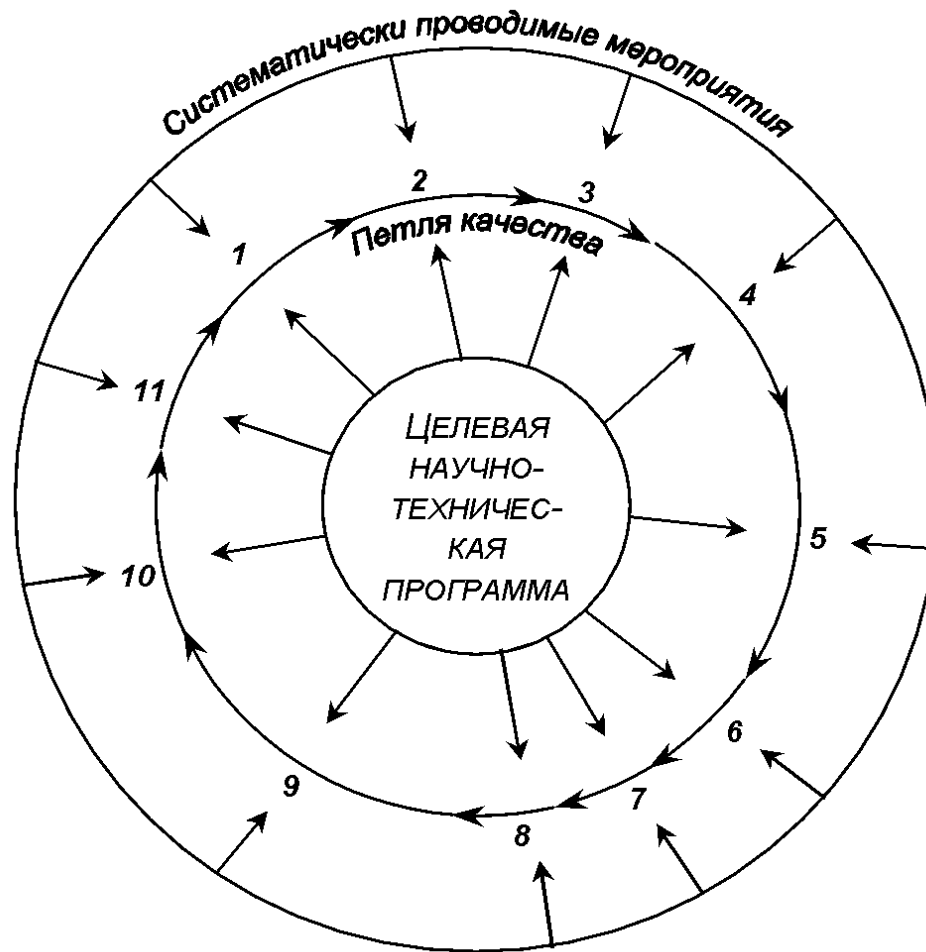 Систематически проводимые мероприятия
2
3
1
Петля качества
4
11
ЦЕЛЕВАЯ
НАУЧНО-
ТЕХНИЧЕС-
КАЯ
ПРОГРАММА
5
10
6
9
7
8